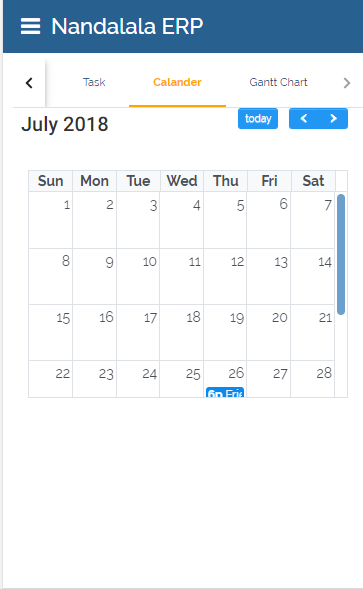 Nandalala ERP
Task Calander Gantt Chart
July 2018 today
Sun Mon Tue Wed Thu Fri Sat
1 2 3 4 5 6 7
8 9 10 11 12 13 14
15 16 17 18 19 20 21
22 23 24 25 26 27 28
6p